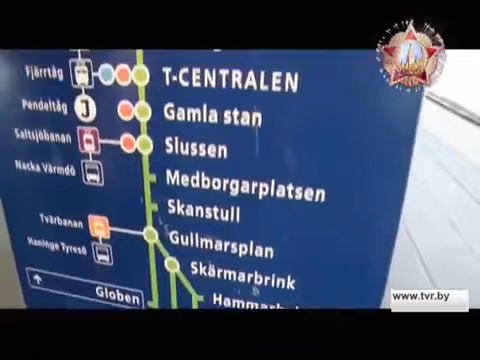 Fjärrtåg
T-CENTRALEN
Pendeltåg
J
Gamla stan
Saltsjöbanan
Slussen
Nacka Värmdö
Medborgarplatsen
Skanstull
Tvärbanan
Gullmarsplan
Haninge Tyresö
Skärmarbrink
Globen
www.tvr.by